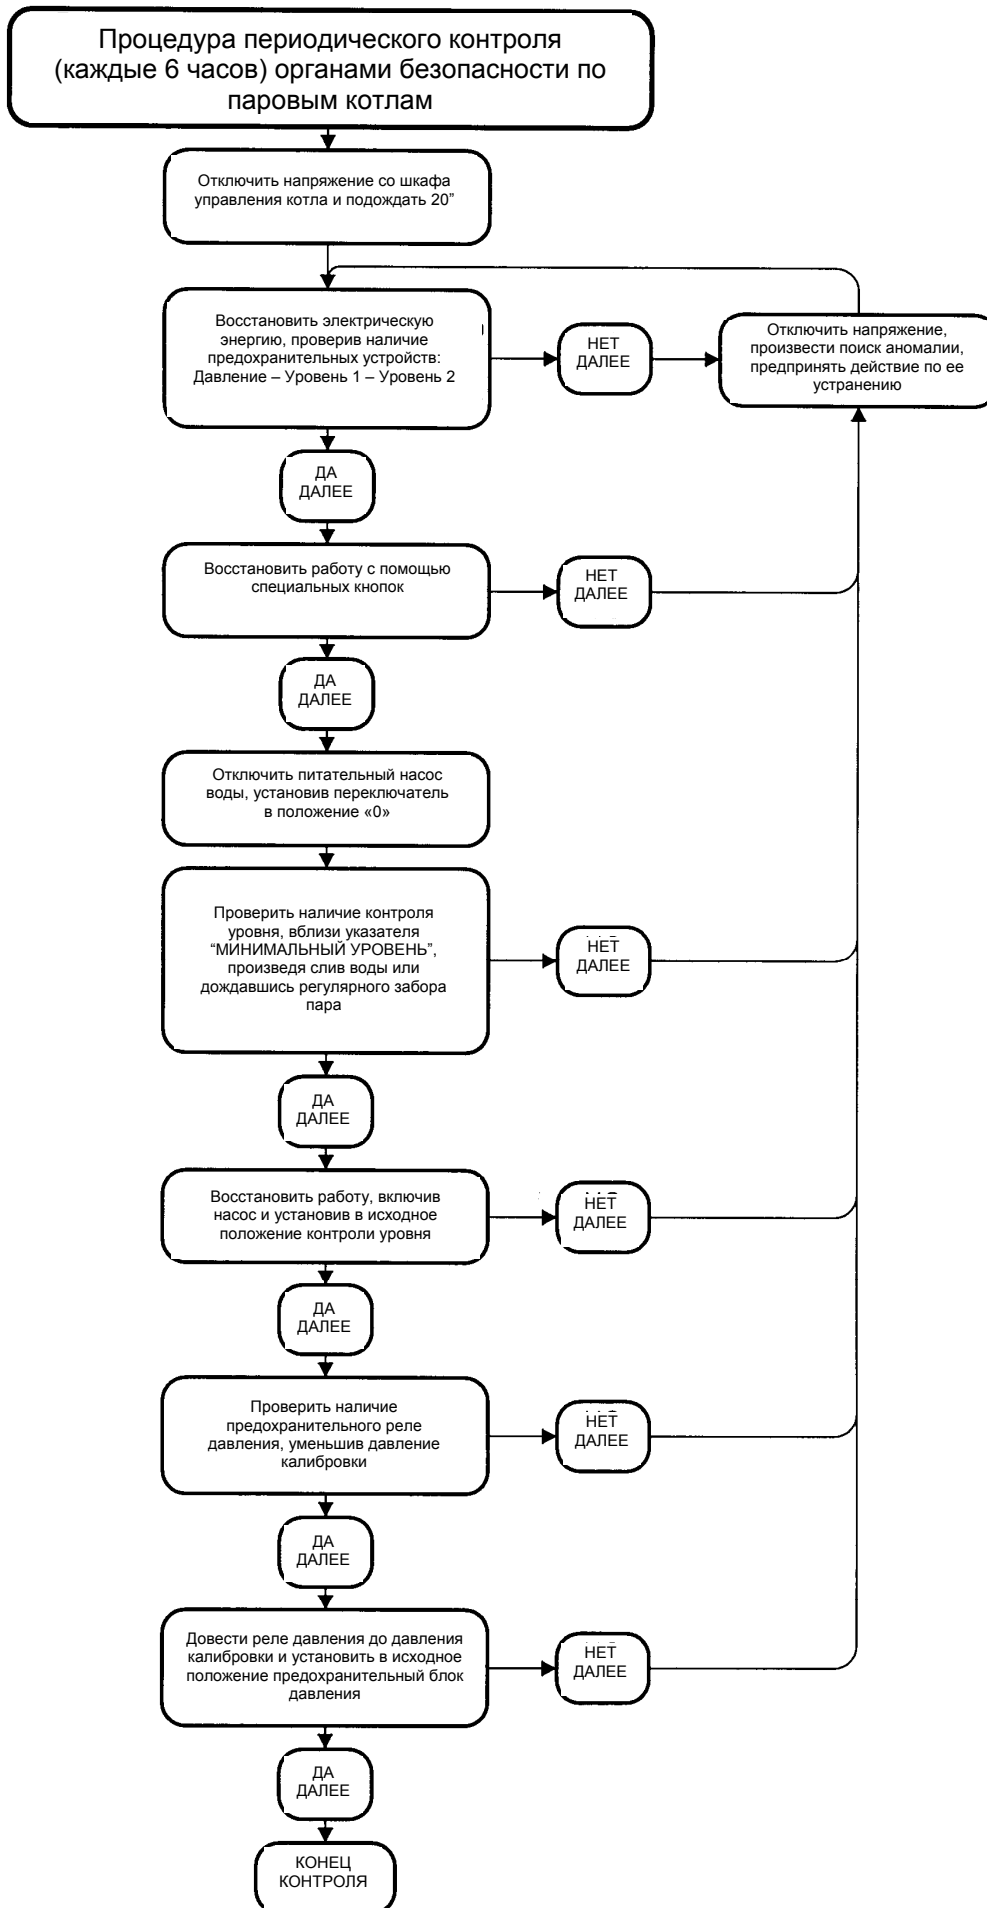 Процедура периодического контроля
(каждые 6 часов) органами безопасности по
паровым котлам
Отключить напряжение со шкафа
управления котла и подождать 20”
Восстановить электрическую
энергию, проверив наличие
предохранительных устройств:
Давление – Уровень 1 – Уровень 2
НЕТ
ДАЛЕЕ
Отключить напряжение,
произвести поиск аномалии,
предпринять действие по ее
устранению
ДА
ДАЛЕЕ
Восстановить работу с помощью
специальных кнопок
НЕТ
ДАЛЕЕ
ДА
ДАЛЕЕ
Отключить питательный насос
воды, установив переключатель
в положение «0»
Проверить наличие контроля
уровня, вблизи указателя
“МИНИМАЛЬНЫЙ УРОВЕНЬ”,
произведя слив воды или
дождавшись регулярного забора
пара
НЕТ
ДАЛЕЕ
ДА
ДАЛЕЕ
Восстановить работу, включив
насос и установив в исходное
положение контроли уровня
НЕТ
ДАЛЕЕ
ДА
ДАЛЕЕ
Проверить наличие
предохранительного реле
давления, уменьшив давление
калибровки
НЕТ
ДАЛЕЕ
ДА
ДАЛЕЕ
Довести реле давления до давления
калибровки и установить в исходное
положение предохранительный блок
давления
НЕТ
ДАЛЕЕ
ДА
ДАЛЕЕ
КОНЕЦ
КОНТРОЛЯ